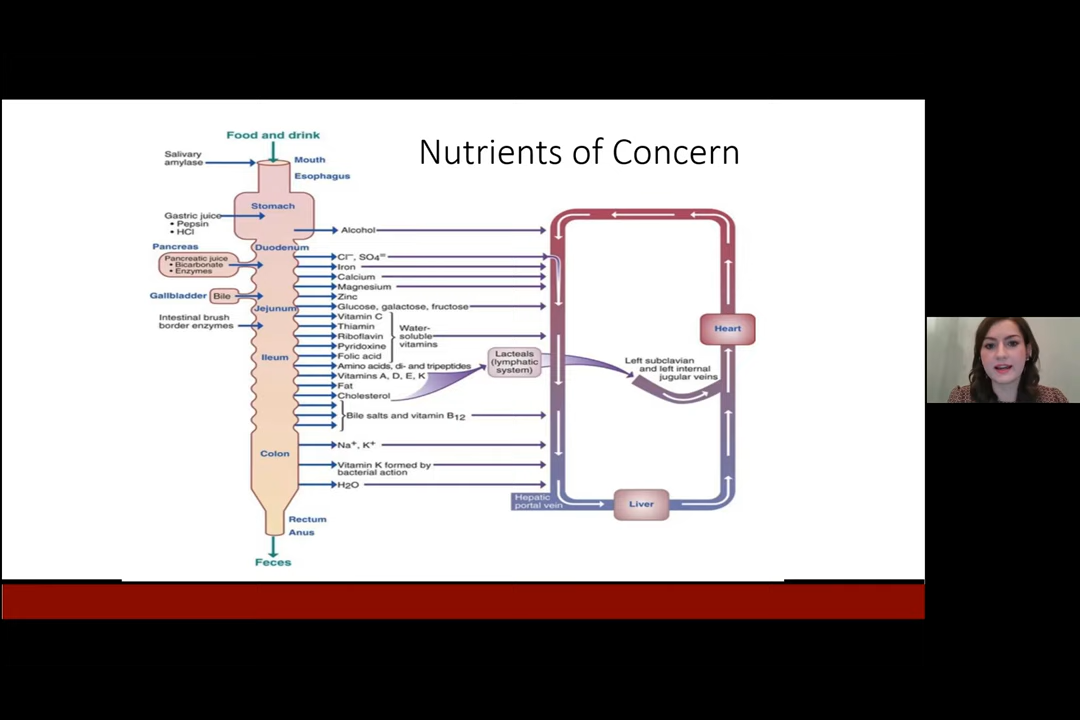 Nutrients of Concern
Food and drink
Salivary
amylase
Mouth
Esophagus
Stomach
Gastric juice
• Pepsin
• HCl
Alcohol
Pancreas
Duodenum
Pancreatic juice
• Bicarbonate
• Enzymes
Cl⁻, SO4⁼
Iron
Calcium
Magnesium
Gallbladder
Bile
Zinc
Jejunum
Glucose, galactose, fructose
Intestinal brush
border enzymes
Vitamin C
Thiamin
Riboflavin
Pyridoxine
Folic acid
Water-
soluble
vitamins
Ileum
Amino acids, di- and tripeptides
Vitamins A, D, E, K
Fat
Cholesterol
Lacteals
(lymphatic
system)
Left subclavian
and left internal
jugular veins
Heart
Bile salts and vitamin B12
Colon
Na+, K+
Vitamin K formed by
bacterial action
H2O
Hepatic
portal vein
Liver
Rectum
Anus
Feces